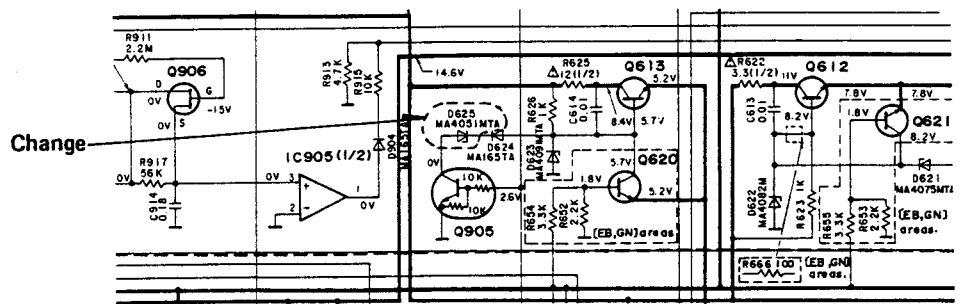 R911
2.2M
Q906
D
G
0V
-15V
S
0V
Change
R917
56K
0V
C914
0.18
0V
3
2
1
0V
IC905(1/2)
R913
4.7K
R915
10K
D904
MA165TA
14.6V
D625
MA4051MTA
D624
MA165TA
0V
10K
10K
2.6V
Q905
R625
12(1/2)
R626
1K
C614
0.01
Q613
5.2V
8.4V
5.7V
D623
MA4091MTA
5.7V
Q620
1.8V
5.2V
R654
3.3K
R652
2.2K
[EB,GN]
areas.
R622
3.3(1/2)
11V
Q612
C613
0.01
8.2V
7.8V
7.8V
1.8V
Q621
8.2V
D621
MA4075MTA
D622
MA4082M
R623 1K
R655
3.3K
R653
2.2K
[EB,GN]
areas.
R666 100
[EB,GN]
areas.